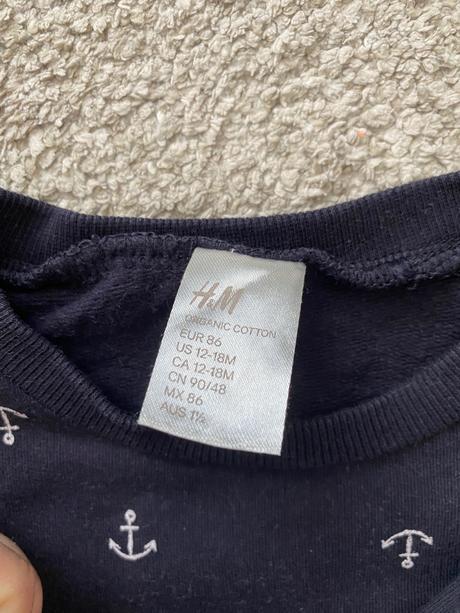 H&M
ORGANIC COTTON
EUR 86
US 12-18M
CA 12-18M
CN 90/48
MX 86
AUS 1½